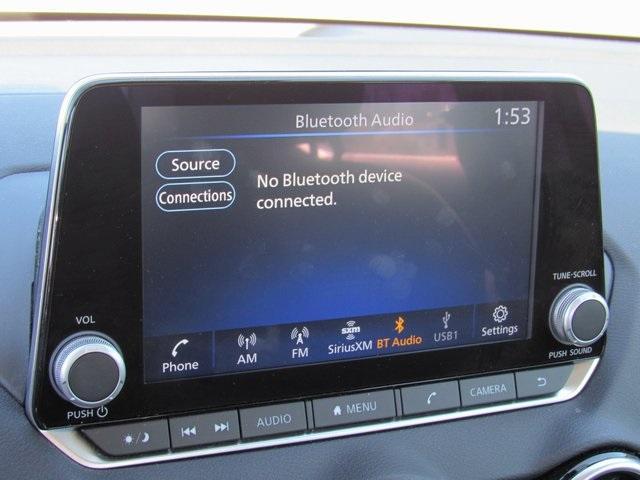 Bluetooth Audio 1:53
Source
Connections
No Bluetooth device
connected.
Phone AM FM SiriusXM BT Audio USB1 Settings
sxm
VOL
PUSH
TUNE-SCROLL
PUSH SOUND
AUDIO MENU CAMERA